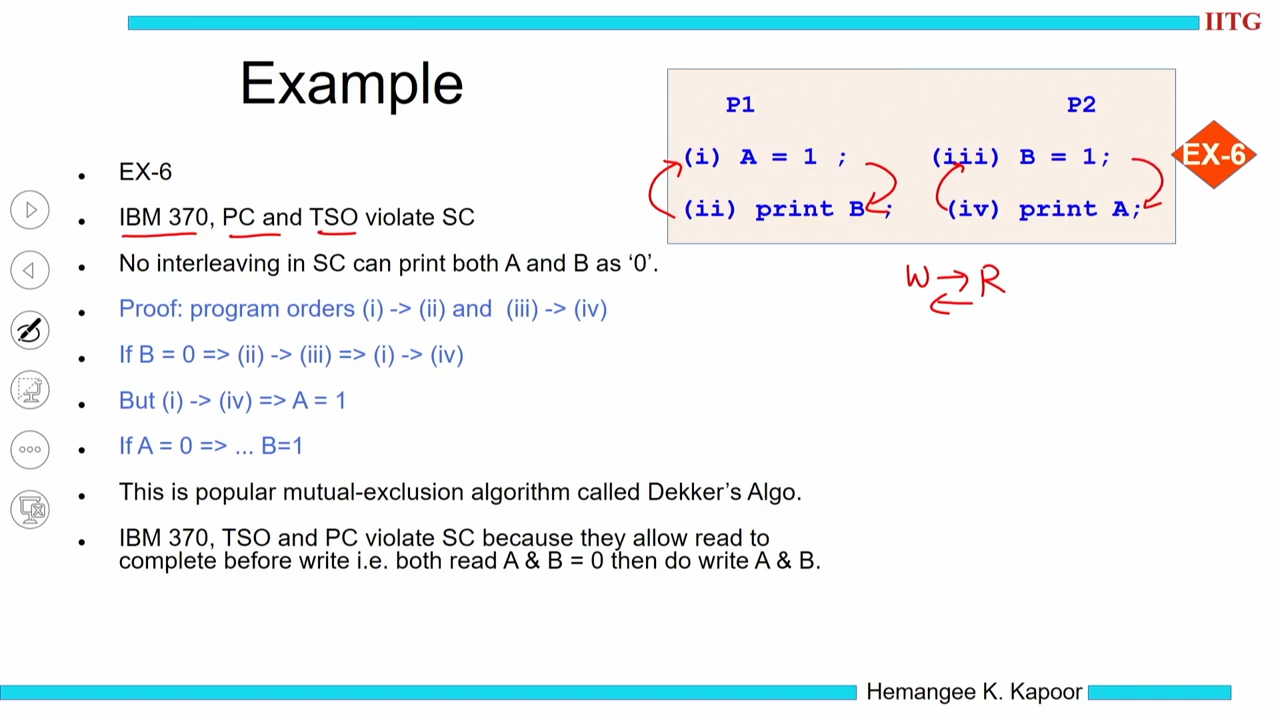 IITG
Example
P1 P2
(i) A = 1 ; (iii) B = 1;
(ii) print B ; (iv) print A;
EX-6
W → R
• EX-6
• IBM 370, PC and TSO violate SC
• No interleaving in SC can print both A and B as ‘0’.
• Proof: program orders (i) -> (ii) and (iii) -> (iv)
• If B = 0 => (ii) -> (iii) => (i) -> (iv)
• But (i) -> (iv) => A = 1
• If A = 0 => ... B=1
• This is popular mutual-exclusion algorithm called Dekker’s Algo.
• IBM 370, TSO and PC violate SC because they allow read to
complete before write i.e. both read A & B = 0 then do write A & B.
Hemangee K. Kapoor